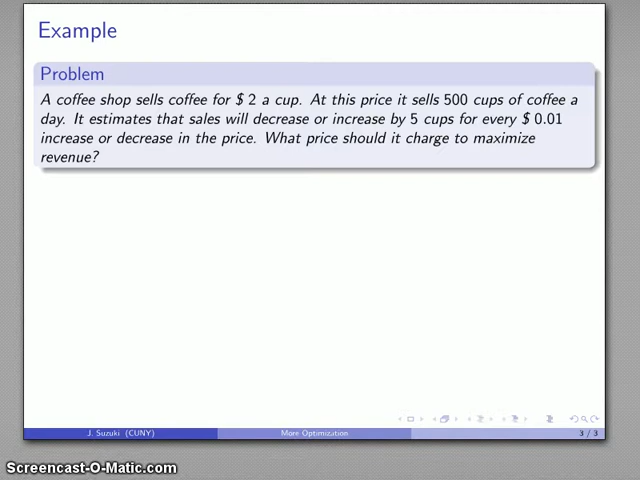 Example
Problem
A coffee shop sells coffee for $ 2 a cup. At this price it sells 500 cups of coffee a
day. It estimates that sales will decrease or increase by 5 cups for every $ 0.01
increase or decrease in the price. What price should it charge to maximize
revenue?
J. Suzuki (CUNY)
More Optimization
3 / 3
Screencast-O-Matic.com